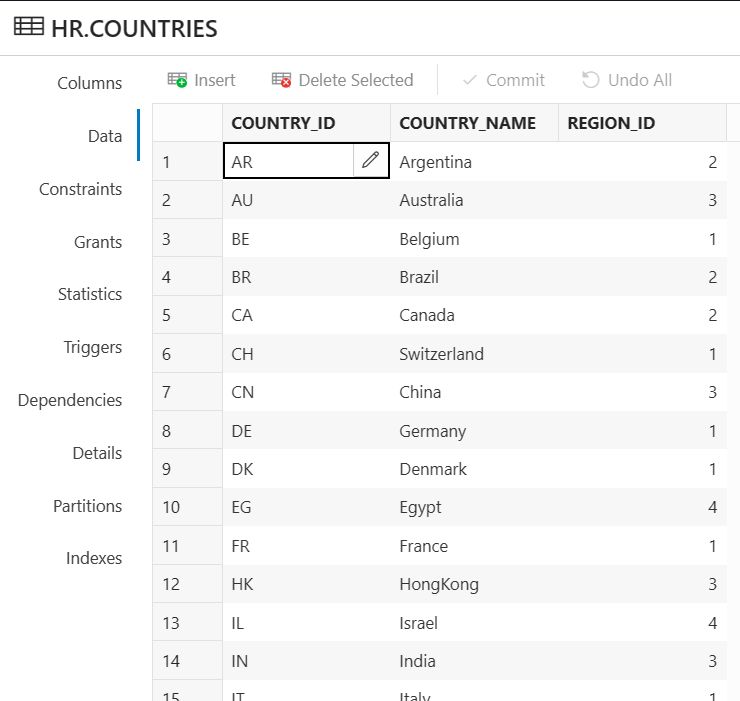 HR.COUNTRIES
Columns
Data
Constraints
Grants
Statistics
Triggers
Dependencies
Details
Partitions
Indexes
Insert Delete Selected Commit Undo All
COUNTRY_ID COUNTRY_NAME REGION_ID
1 AR Argentina 2
2 AU Australia 3
3 BE Belgium 1
4 BR Brazil 2
5 CA Canada 2
6 CH Switzerland 1
7 CN China 3
8 DE Germany 1
9 DK Denmark 1
10 EG Egypt 4
11 FR France 1
12 HK HongKong 3
13 IL Israel 4
14 IN India 3
15 IT Italy 1